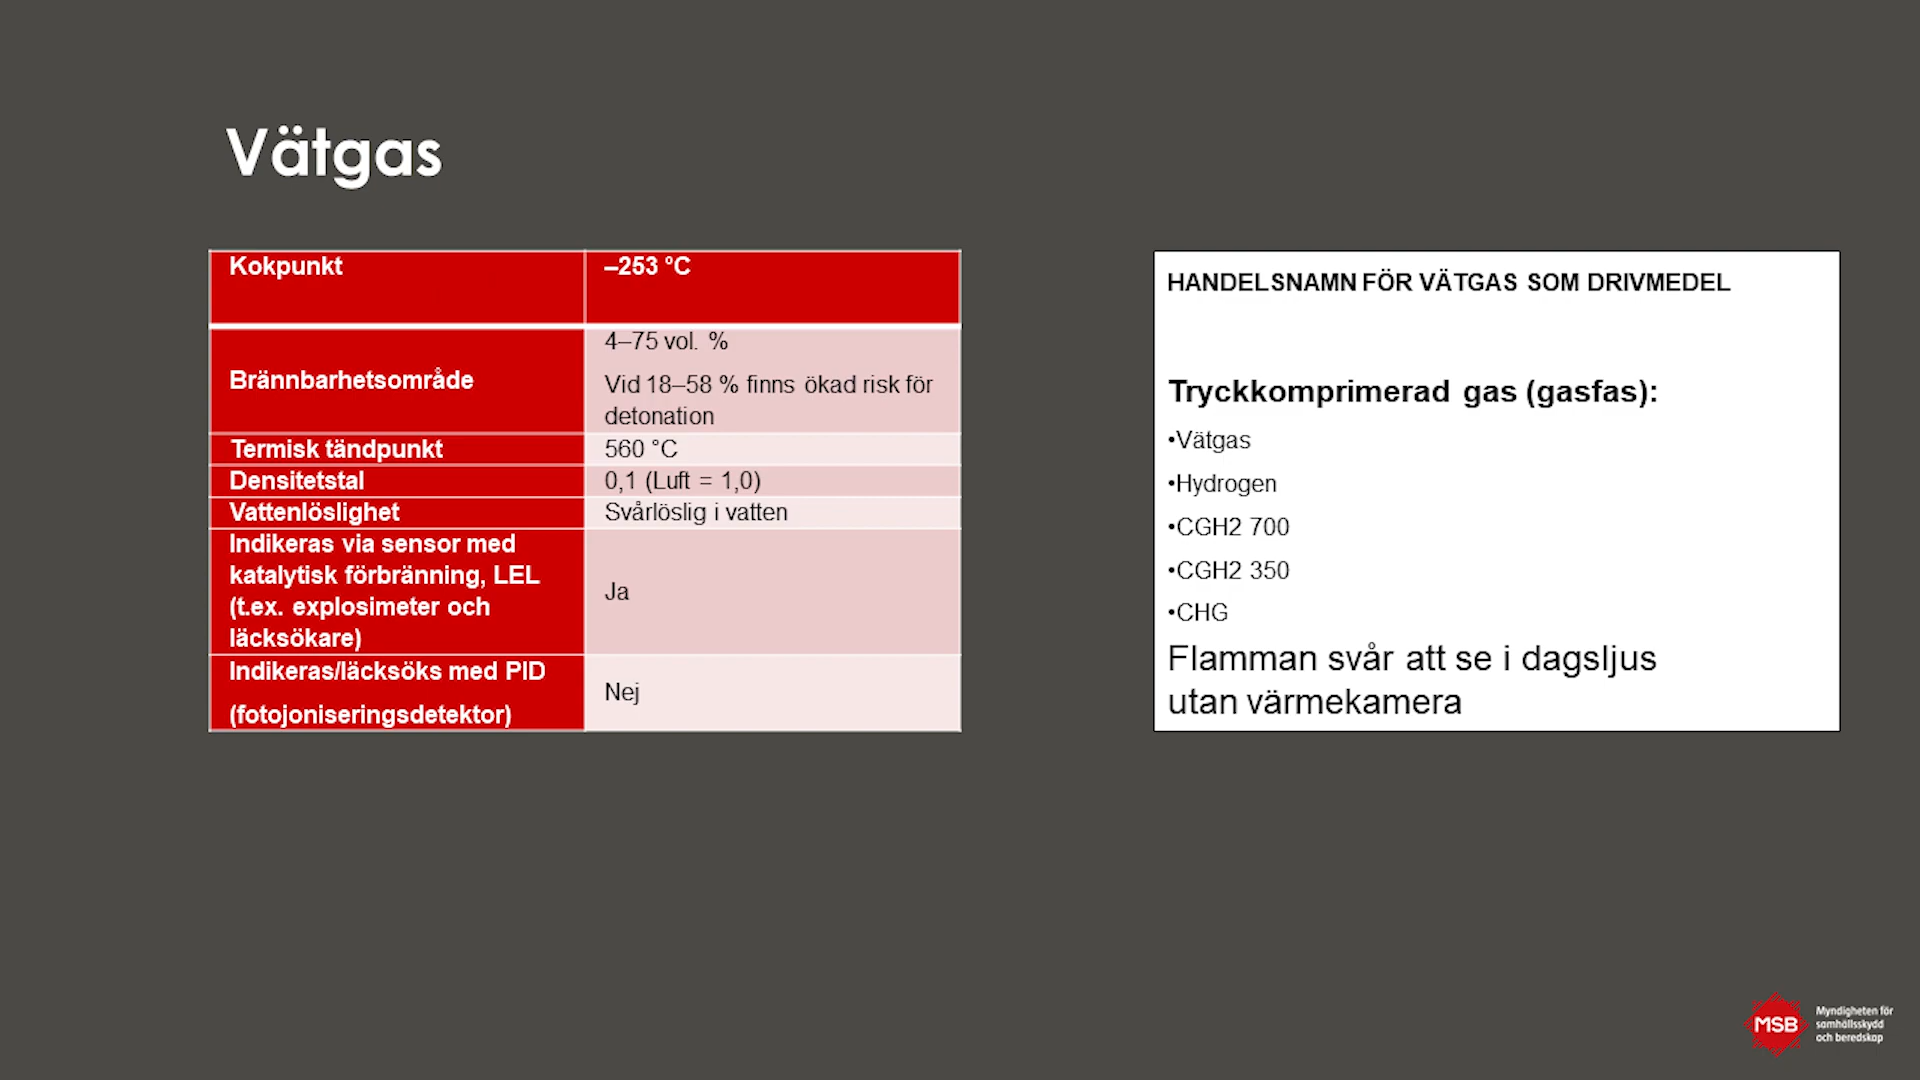 Vätgas
Kokpunkt
–253 °C
Brännbarhetsområde
4–75 vol. %
Vid 18–58 % finns ökad risk för
detonation
Termisk tändpunkt
560 °C
Densitetstal
0,1 (Luft = 1,0)
Vattenlöslighet
Svårlöslig i vatten
Indikeras via sensor med
katalytisk förbränning, LEL
(t.ex. explosimeter och
läcksökare)
Ja
Indikeras/läcksöks med PID
(fotojoniseringsdetektor)
Nej
HANDELSNAMN FÖR VÄTGAS SOM DRIVMEDEL
Tryckkomprimerad gas (gasfas):
•Vätgas
•Hydrogen
•CGH2 700
•CGH2 350
•CHG
Flamman svår att se i dagsljus
utan värmekamera
MSB
Myndigheten för
samhällsskydd
och beredskap